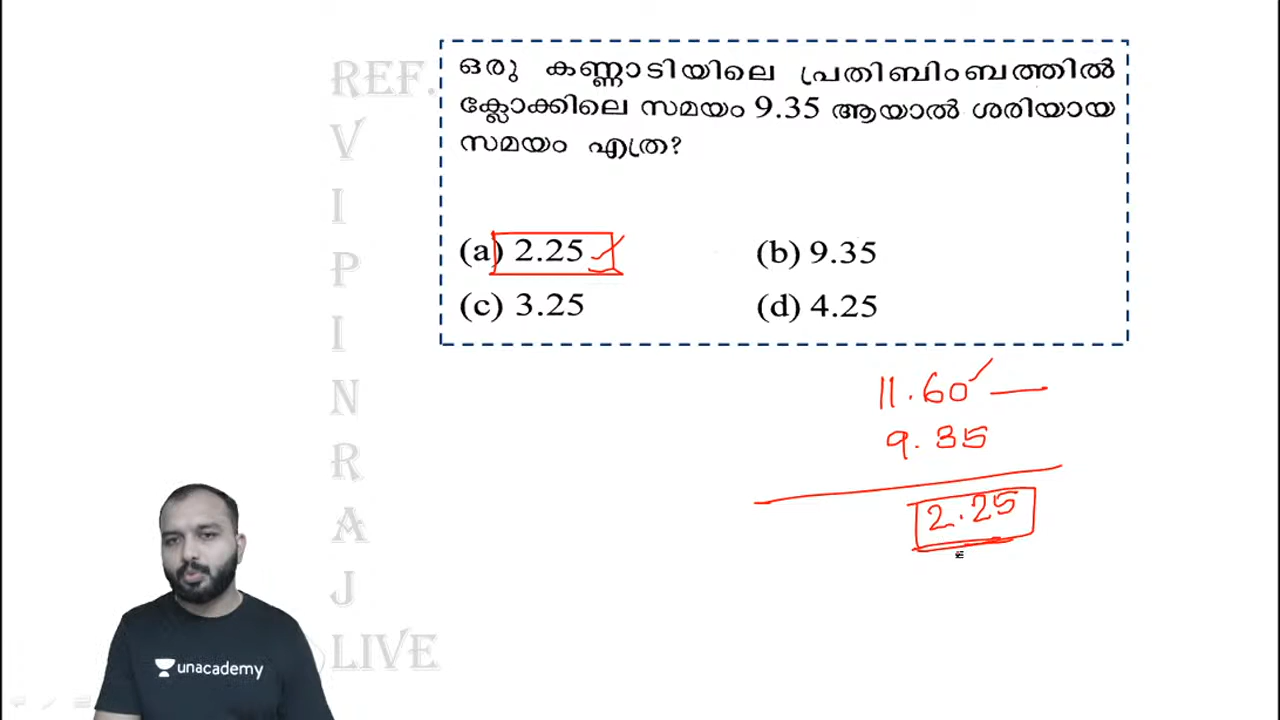 ഒരു കണ്ണാടിയിലെ പ്രതിബിംബത്തിൽ
ക്ലോക്കിലെ സമയം 9.35 ആയാൽ ശരിയായ
സമയം എത്ര?
(a) 2.25 (b) 9.35
(c) 3.25 (d) 4.25
11.60
9.35
2.25
REF.
V
I
P
I
N
R
A
J
LIVE
unacademy